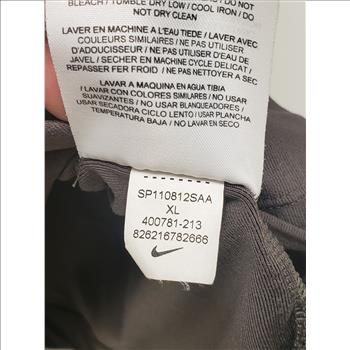 BLEACH / TUMBLE DRY LOW / COOL IRON / DO
NOT DRY CLEAN
LAVER EN MACHINE A L'EAU TIEDE / LAVER AVEC
COULEURS SIMILAIRES / NE PAS UTILISER
D'ADOUCISSEUR / NE PAS UTILISER D'EAU DE
JAVEL / SECHER EN MACHINE CYCLE DELICAT /
REPASSER FER FROID / NE PAS NETTOYER A SEC
LAVAR A MAQUINA EN AGUA TIBIA
/ LAVAR CON COLORES SIMILARES / NO USAR
SUAVIZANTES / NO USAR BLANQUEADORES /
USAR SECADORA CICLO LENTO / USAR PLANCHA
TEMPERATURA BAJA / NO LAVAR EN SECO
SP110812SAA
XL
400781-213
826216782666